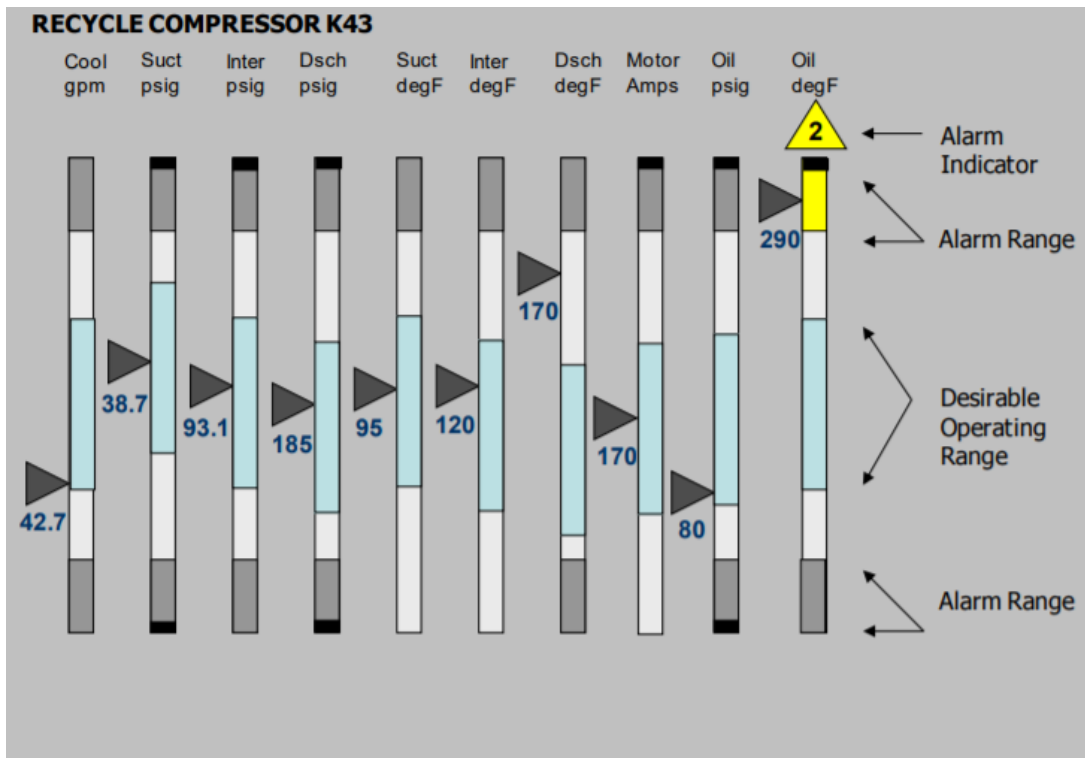 RECYCLE COMPRESSOR K43
Cool Suct Inter Dsch Suct Inter Dsch Motor Oil Oil
gpm psig psig psig degF degF degF Amps psig degF
2
Alarm
Indicator
290
Alarm Range
170
38.7
93.1
185
95
120
Desirable
Operating
Range
170
42.7
80
Alarm Range